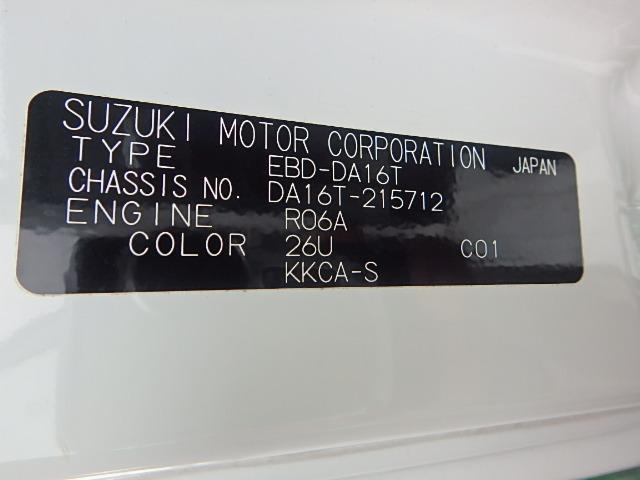 SUZUKI MOTOR CORPORATION JAPAN
TYPE EBD-DA16T
CHASSIS NO. DA16T-215712
ENGINE R06A
COLOR 26U C01
KKCA-S